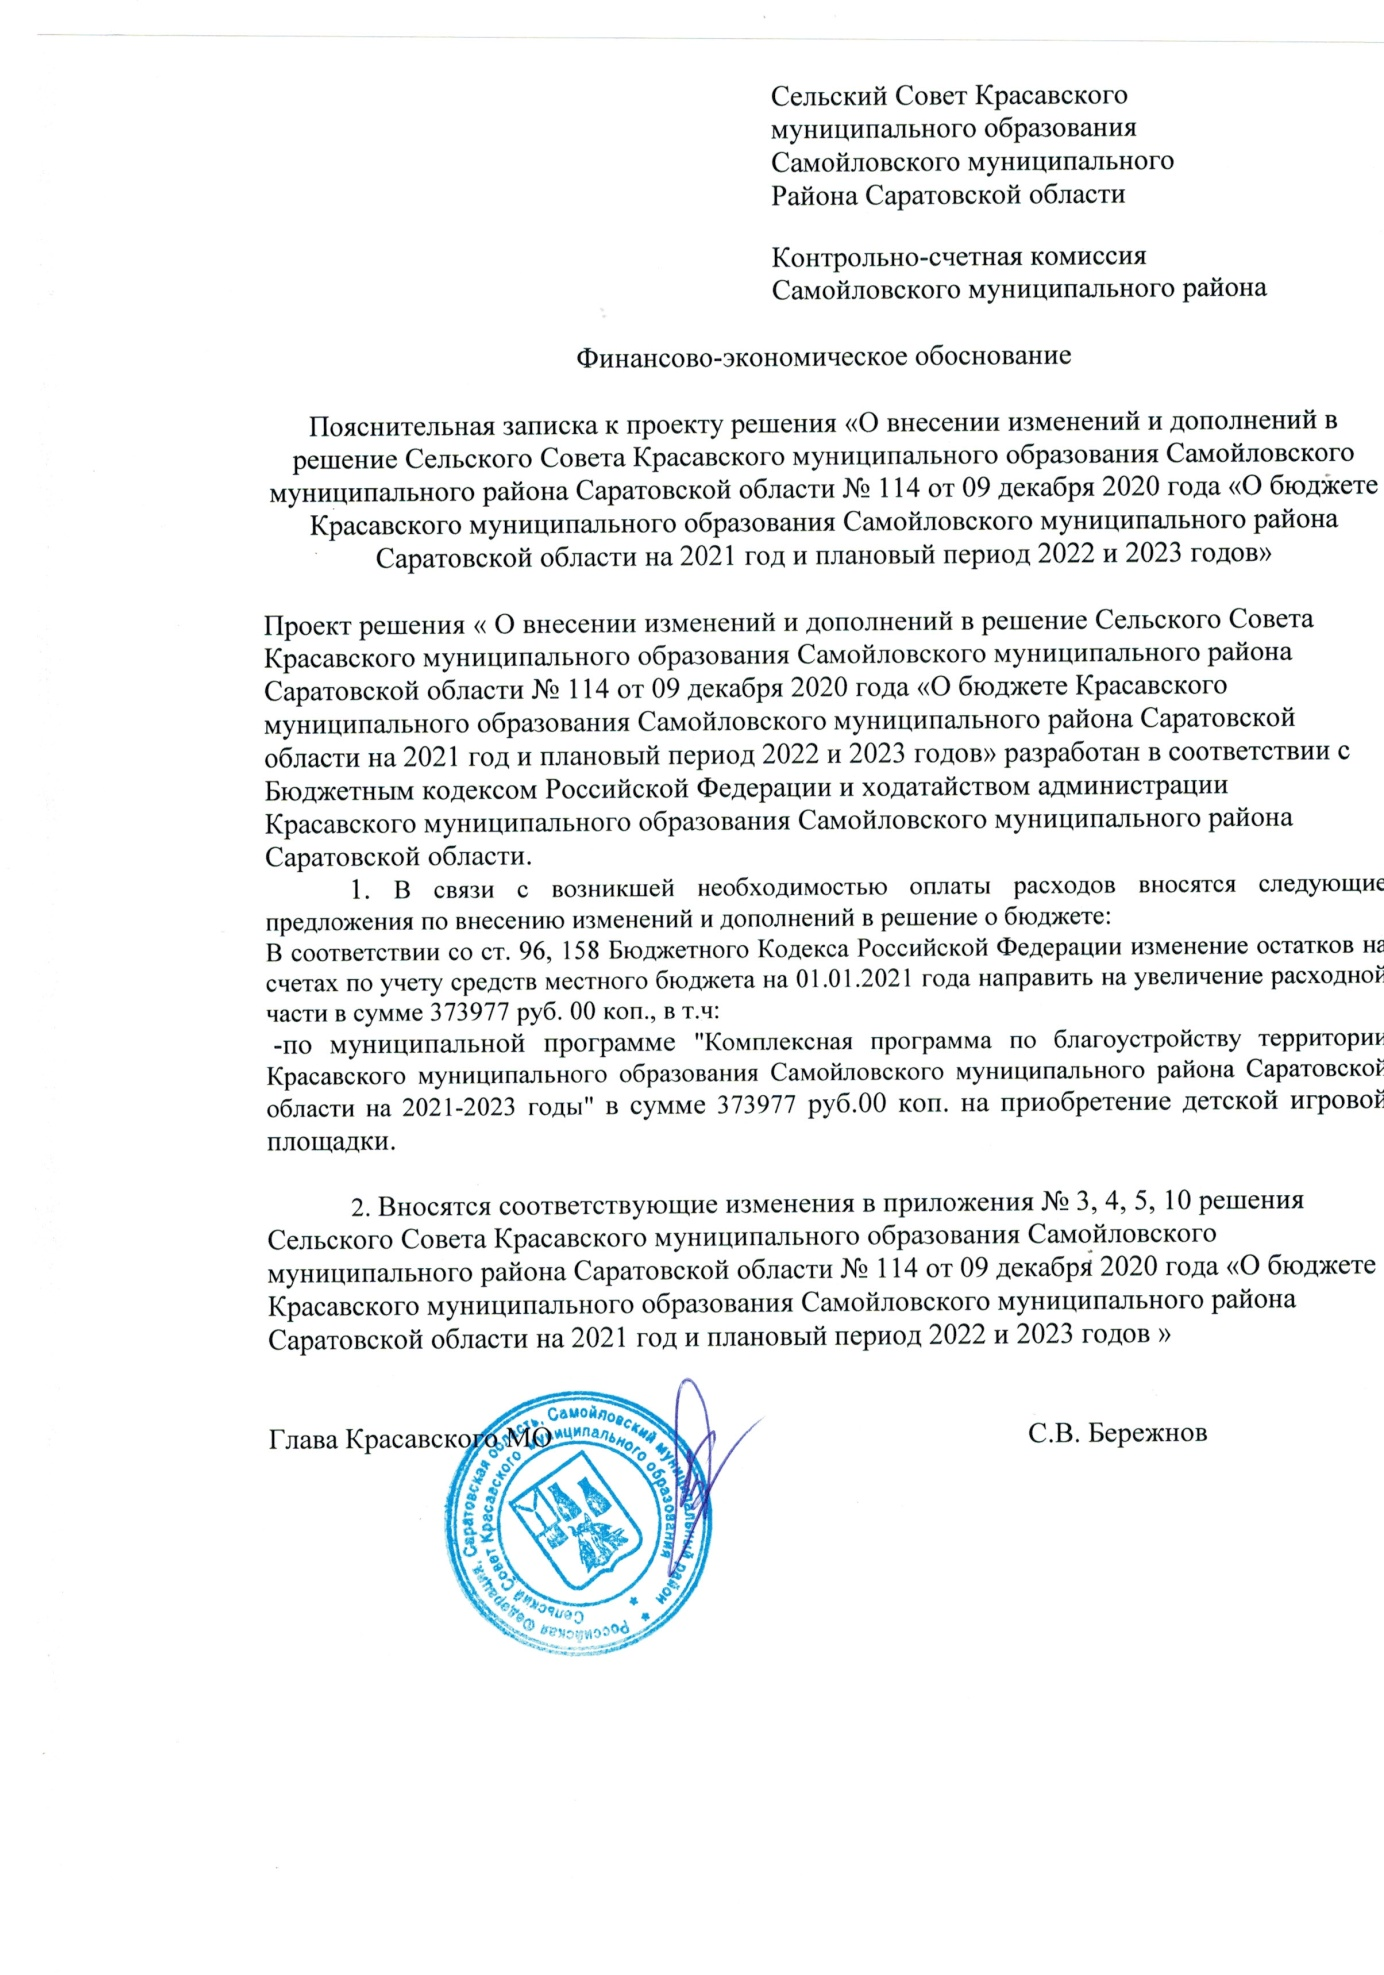 Сельский Совет Красавского
муниципального образования
Самойловского муниципального
Района Саратовской области
Контрольно-счетная комиссия
Самойловского муниципального района
Финансово-экономическое обоснование
Пояснительная записка к проекту решения «О внесении изменений и дополнений в
решение Сельского Совета Красавского муниципального образования Самойловского
муниципального района Саратовской области № 114 от 09 декабря 2020 года «О бюджете
Красавского муниципального образования Самойловского муниципального района
Саратовской области на 2021 год и плановый период 2022 и 2023 годов»
Проект решения « О внесении изменений и дополнений в решение Сельского Совета
Красавского муниципального образования Самойловского муниципального района
Саратовской области № 114 от 09 декабря 2020 года «О бюджете Красавского
муниципального образования Самойловского муниципального района Саратовской
области на 2021 год и плановый период 2022 и 2023 годов» разработан в соответствии с
Бюджетным кодексом Российской Федерации и ходатайством администрации
Красавского муниципального образования Самойловского муниципального района
Саратовской области.
1. В связи с возникшей необходимостью оплаты расходов вносятся следующие
предложения по внесению изменений и дополнений в решение о бюджете:
В соответствии со ст. 96, 158 Бюджетного Кодекса Российской Федерации изменение остатков на
счетах по учету средств местного бюджета на 01.01.2021 года направить на увеличение расходной
части в сумме 373977 руб. 00 коп., в т.ч:
-по муниципальной программе "Комплексная программа по благоустройству территории
Красавского муниципального образования Самойловского муниципального района Саратовской
области на 2021-2023 годы" в сумме 373977 руб.00 коп. на приобретение детской игровой
площадки.
2. Вносятся соответствующие изменения в приложения № 3, 4, 5, 10 решения
Сельского Совета Красавского муниципального образования Самойловского
муниципального района Саратовской области № 114 от 09 декабря 2020 года «О бюджете
Красавского муниципального образования Самойловского муниципального района
Саратовской области на 2021 год и плановый период 2022 и 2023 годов »
Глава Красавского МО С.В. Бережнов
Российская Федерация, Саратовская область, Самойловский муниципальный район
Сельский Совет Красавского муниципального образования